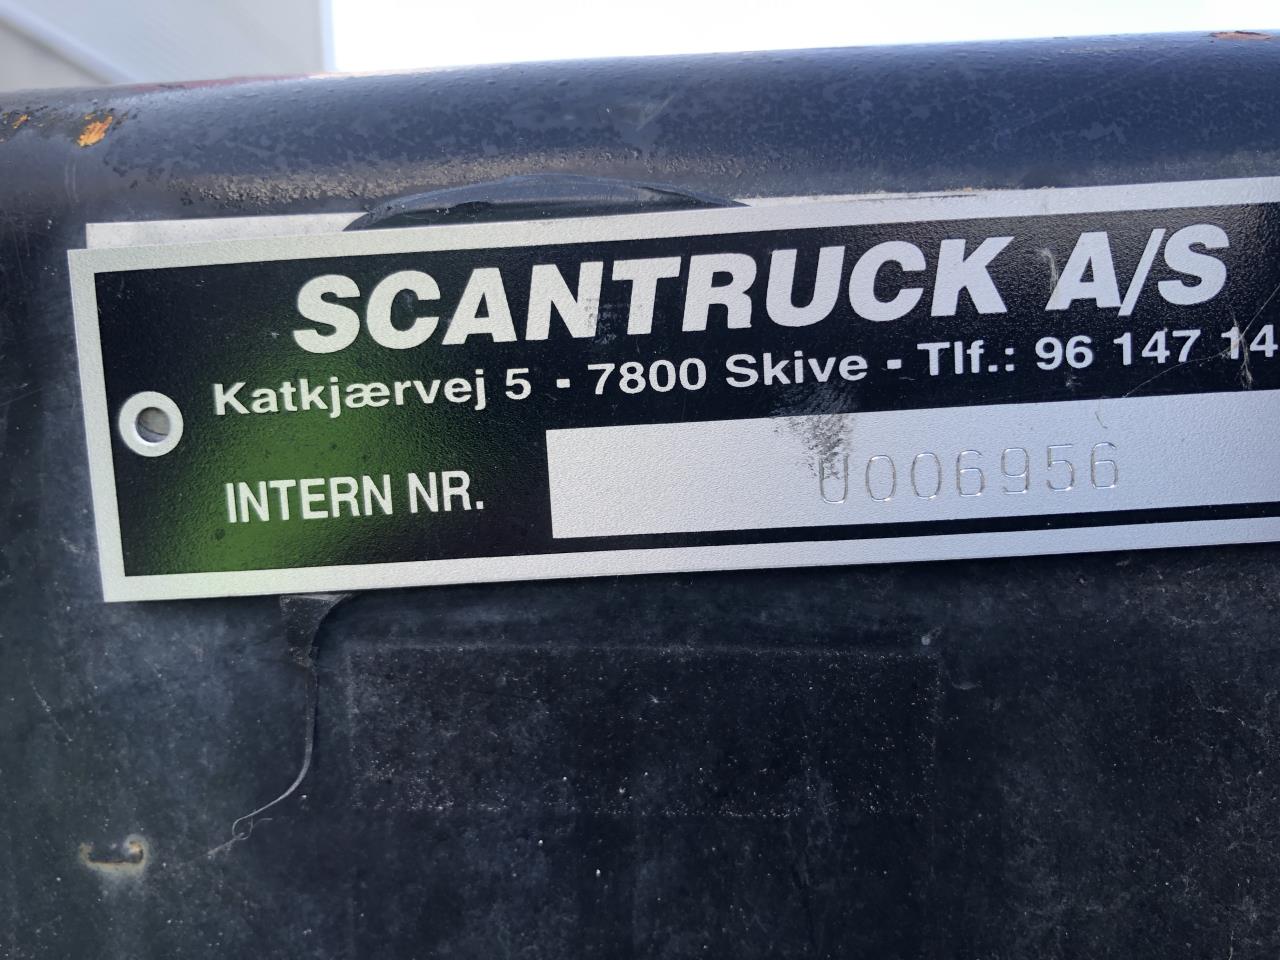 SCANTRUCK A/S
Katkjærvej 5 - 7800 Skive - Tlf.: 96 147 14
INTERN NR. U006956